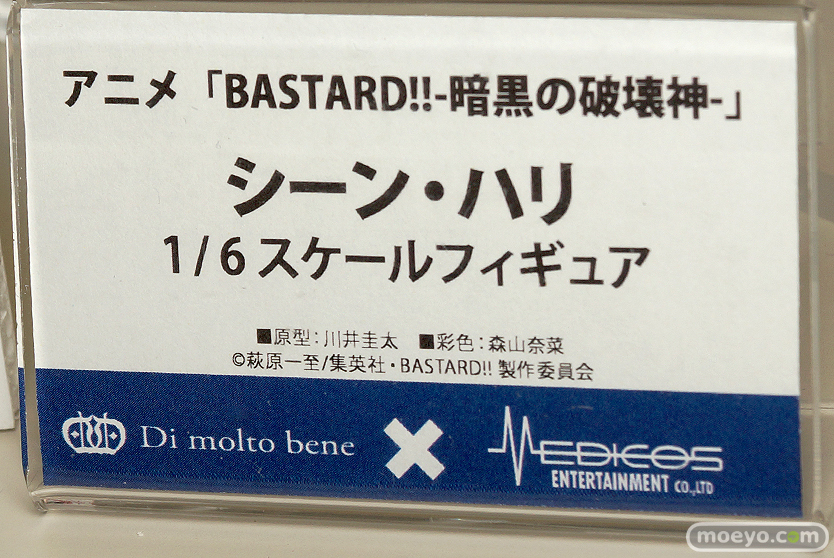 アニメ「BASTARD!!-暗黒の破壊神-」
シーン・ハリ
1/6スケールフィギュア
■原型：川井圭太　■彩色：森山奈菜
©萩原一至/集英社・BASTARD!! 製作委員会
Di molto bene × MEDICOS
ENTERTAINMENT CO.,LTD
moeyo.com